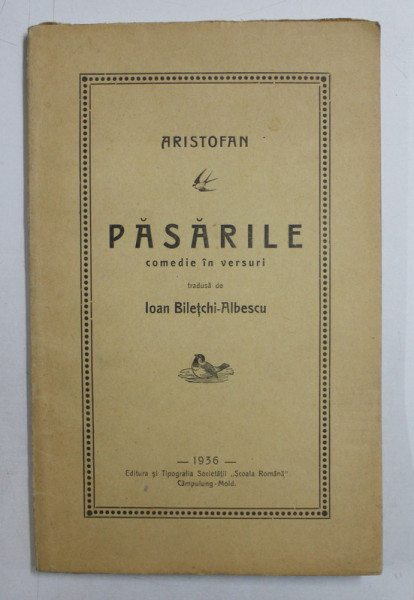 ARISTOFAN
PĂSĂRILE
comedie în versuri
tradusă de
Ioan Bilețchi-Albescu
— 1936 —
Editura și Tipografia Societății „Școala Română"
Câmpulung-Mold.